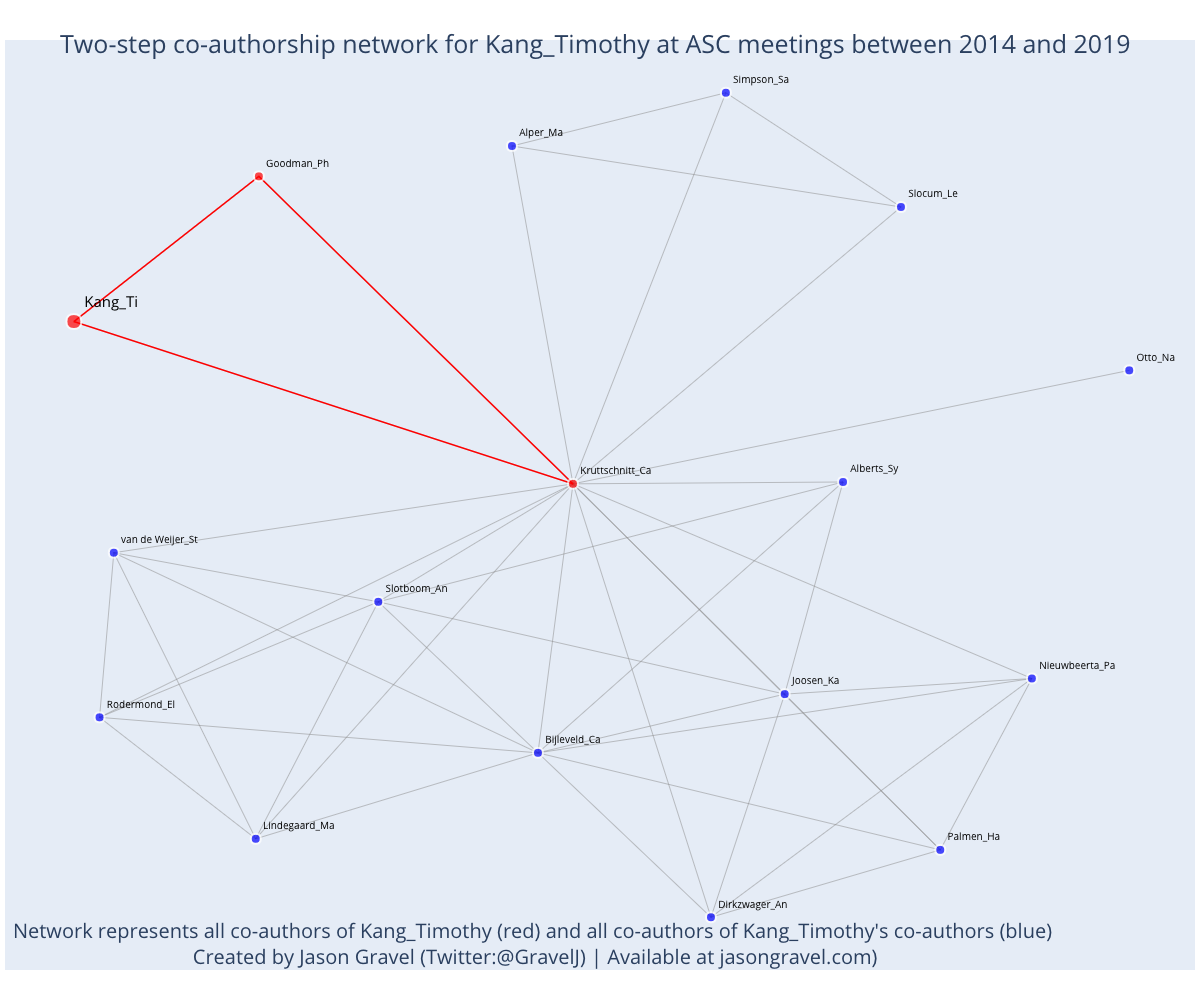 Two-step co-authorship network for Kang_Timothy at ASC meetings between 2014 and 2019
Simpson_Sa
Alper_Ma
Goodman_Ph
Slocum_Le
Kang_Ti
Otto_Na
Kruttschnitt_Ca
Alberts_Sy
van de Weijer_St
Slotboom_An
Nieuwbeerta_Pa
Joosen_Ka
Rodermond_El
Bijleveld_Ca
Lindegaard_Ma
Palmen_Ha
Dirkzwager_An
Network represents all co-authors of Kang_Timothy (red) and all co-authors of Kang_Timothy's co-authors (blue)
Created by Jason Gravel (Twitter:@GravelJ) | Available at jasongravel.com)